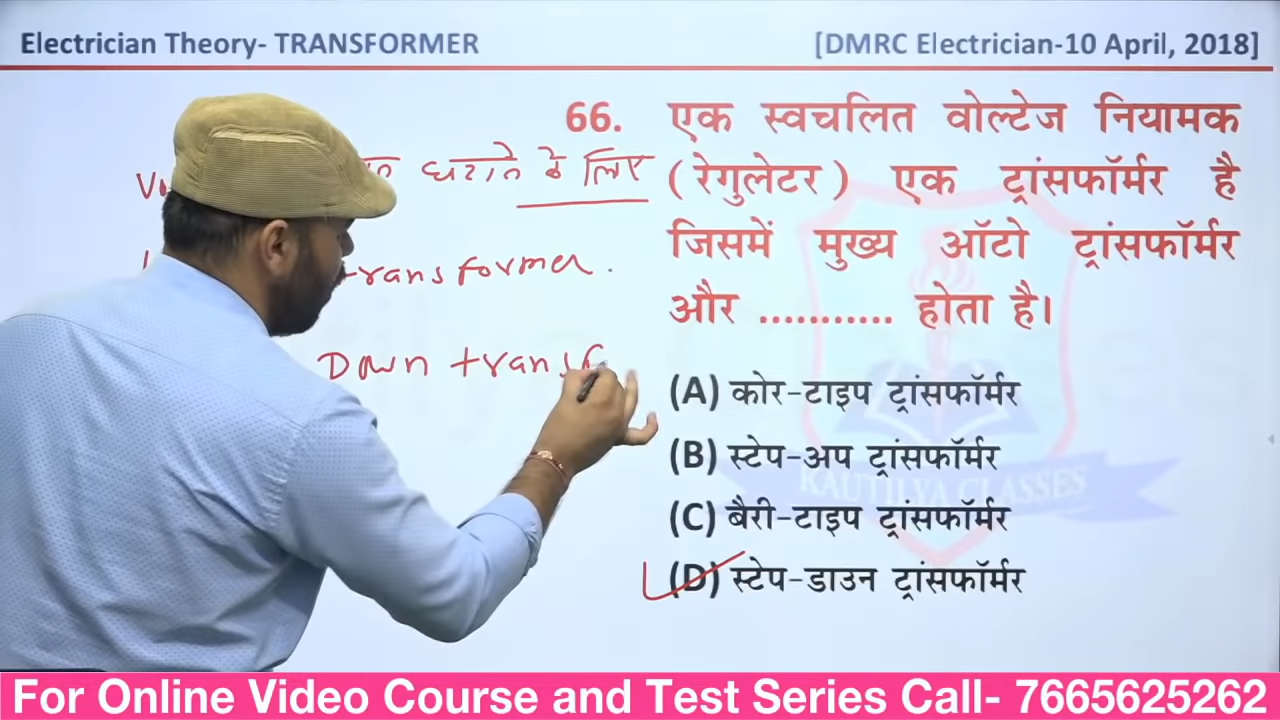 Electrician Theory- TRANSFORMER
[DMRC Electrician-10 April, 2018]
66. एक स्वचलित वोल्टेज नियामक
(रेगुलेटर) एक ट्रांसफॉर्मर है
जिसमें मुख्य ऑटो ट्रांसफॉर्मर
और ........... होता है।
(A) कोर-टाइप ट्रांसफॉर्मर
(B) स्टेप-अप ट्रांसफॉर्मर
(C) बैरी-टाइप ट्रांसफॉर्मर
(D) स्टेप-डाउन ट्रांसफॉर्मर
घटाने के लिए
transformer.
Down
KAUTILYA CLASSES
For Online Video Course and Test Series Call- 7665625262